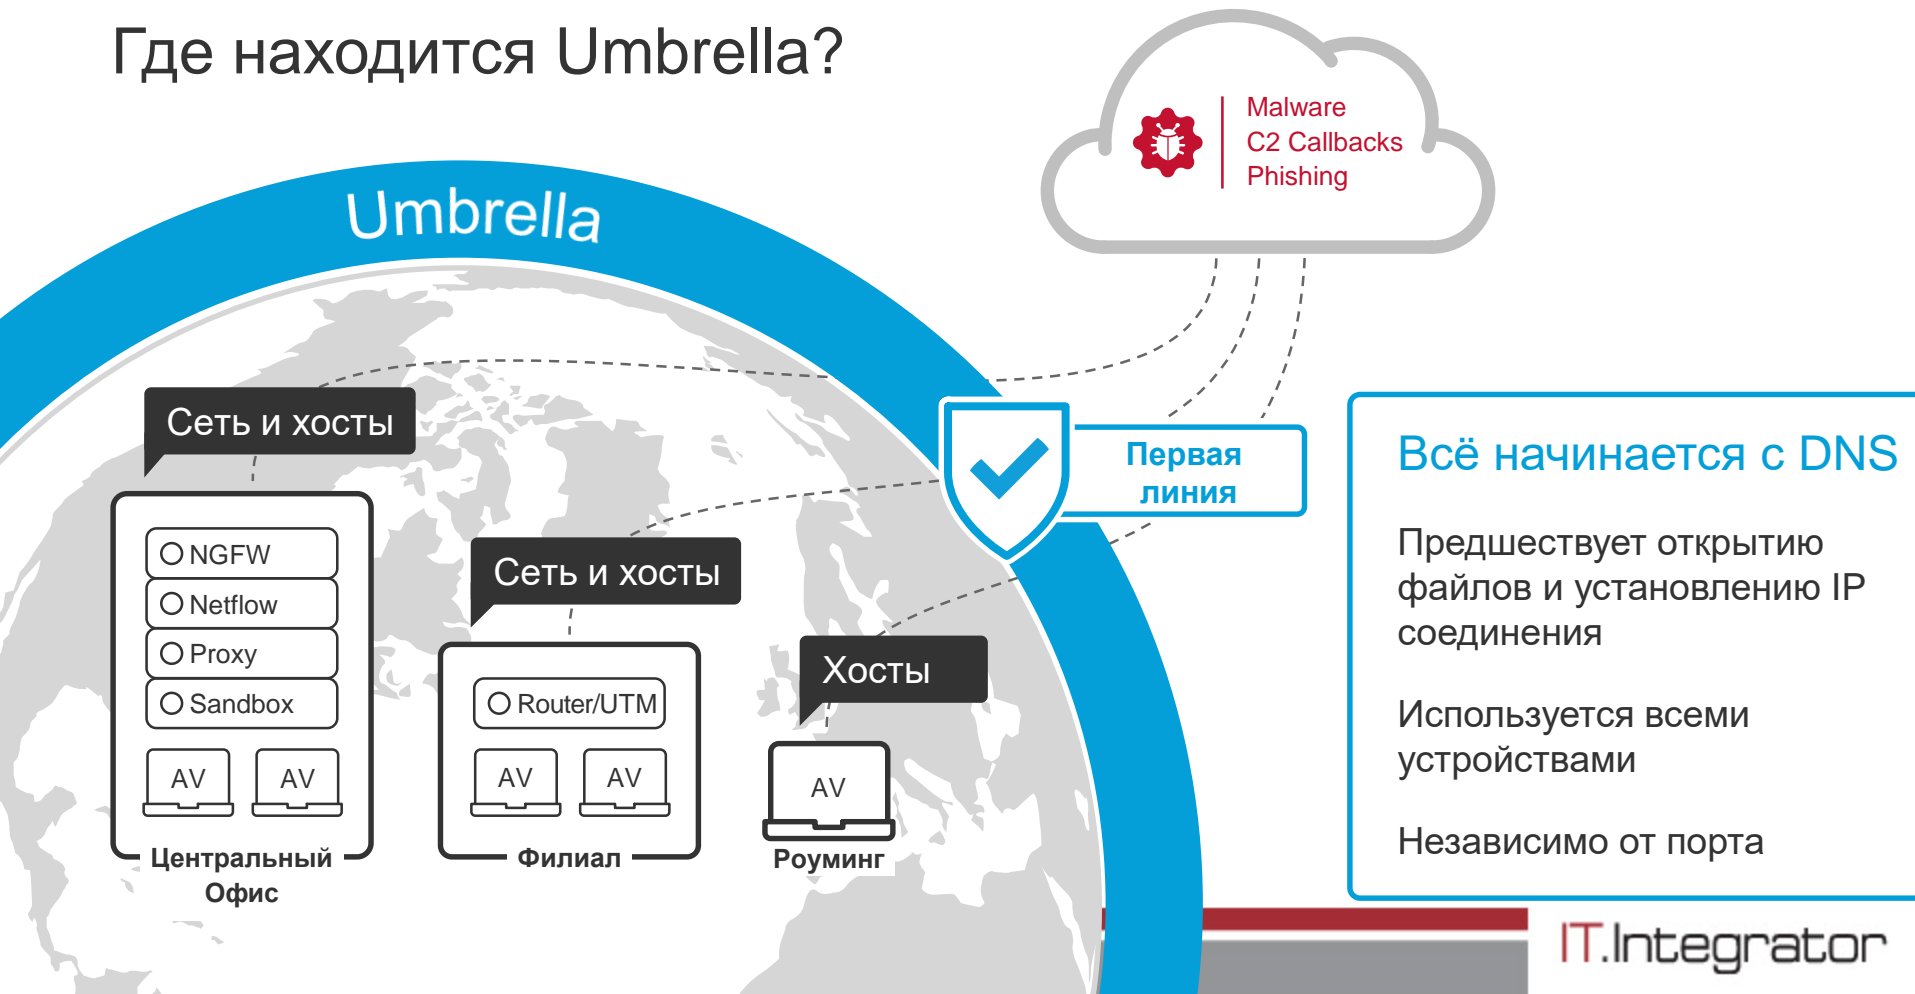 Где находится Umbrella?
Malware
C2 Callbacks
Phishing
Umbrella
Сеть и хосты
NGFW
Netflow
Proxy
Sandbox
AV
AV
Центральный
Офис
Сеть и хосты
Router/UTM
AV
AV
Филиал
Хосты
AV
Роуминг
Первая
линия
Всё начинается с DNS
Предшествует открытию
файлов и установлению IP
соединения
Используется всеми
устройствами
Независимо от порта
IT.Integrator